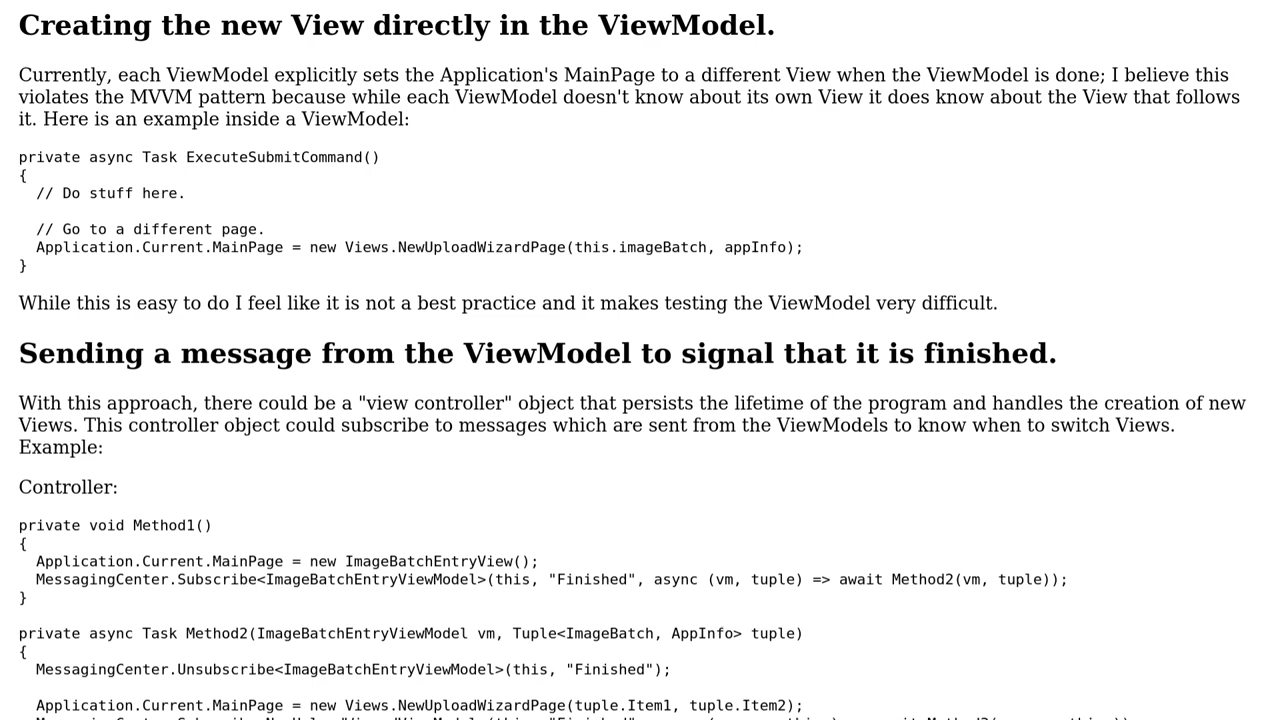 Creating the new View directly in the ViewModel.
Currently, each ViewModel explicitly sets the Application's MainPage to a different View when the ViewModel is done; I believe this
violates the MVVM pattern because while each ViewModel doesn't know about its own View it does know about the View that follows
it. Here is an example inside a ViewModel:
private async Task ExecuteSubmitCommand()
{
  // Do stuff here.
  // Go to a different page.
  Application.Current.MainPage = new Views.NewUploadWizardPage(this.imageBatch, appInfo);
}
While this is easy to do I feel like it is not a best practice and it makes testing the ViewModel very difficult.
Sending a message from the ViewModel to signal that it is finished.
With this approach, there could be a "view controller" object that persists the lifetime of the program and handles the creation of new
Views. This controller object could subscribe to messages which are sent from the ViewModels to know when to switch Views.
Example:
Controller:
private void Method1()
{
  Application.Current.MainPage = new ImageBatchEntryView();
  MessagingCenter.Subscribe<ImageBatchEntryViewModel>(this, "Finished", async (vm, tuple) => await Method2(vm, tuple));
}
private async Task Method2(ImageBatchEntryViewModel vm, Tuple<ImageBatch, AppInfo> tuple)
{
  MessagingCenter.Unsubscribe<ImageBatchEntryViewModel>(this, "Finished");
  Application.Current.MainPage = new Views.NewUploadWizardPage(tuple.Item1, tuple.Item2);